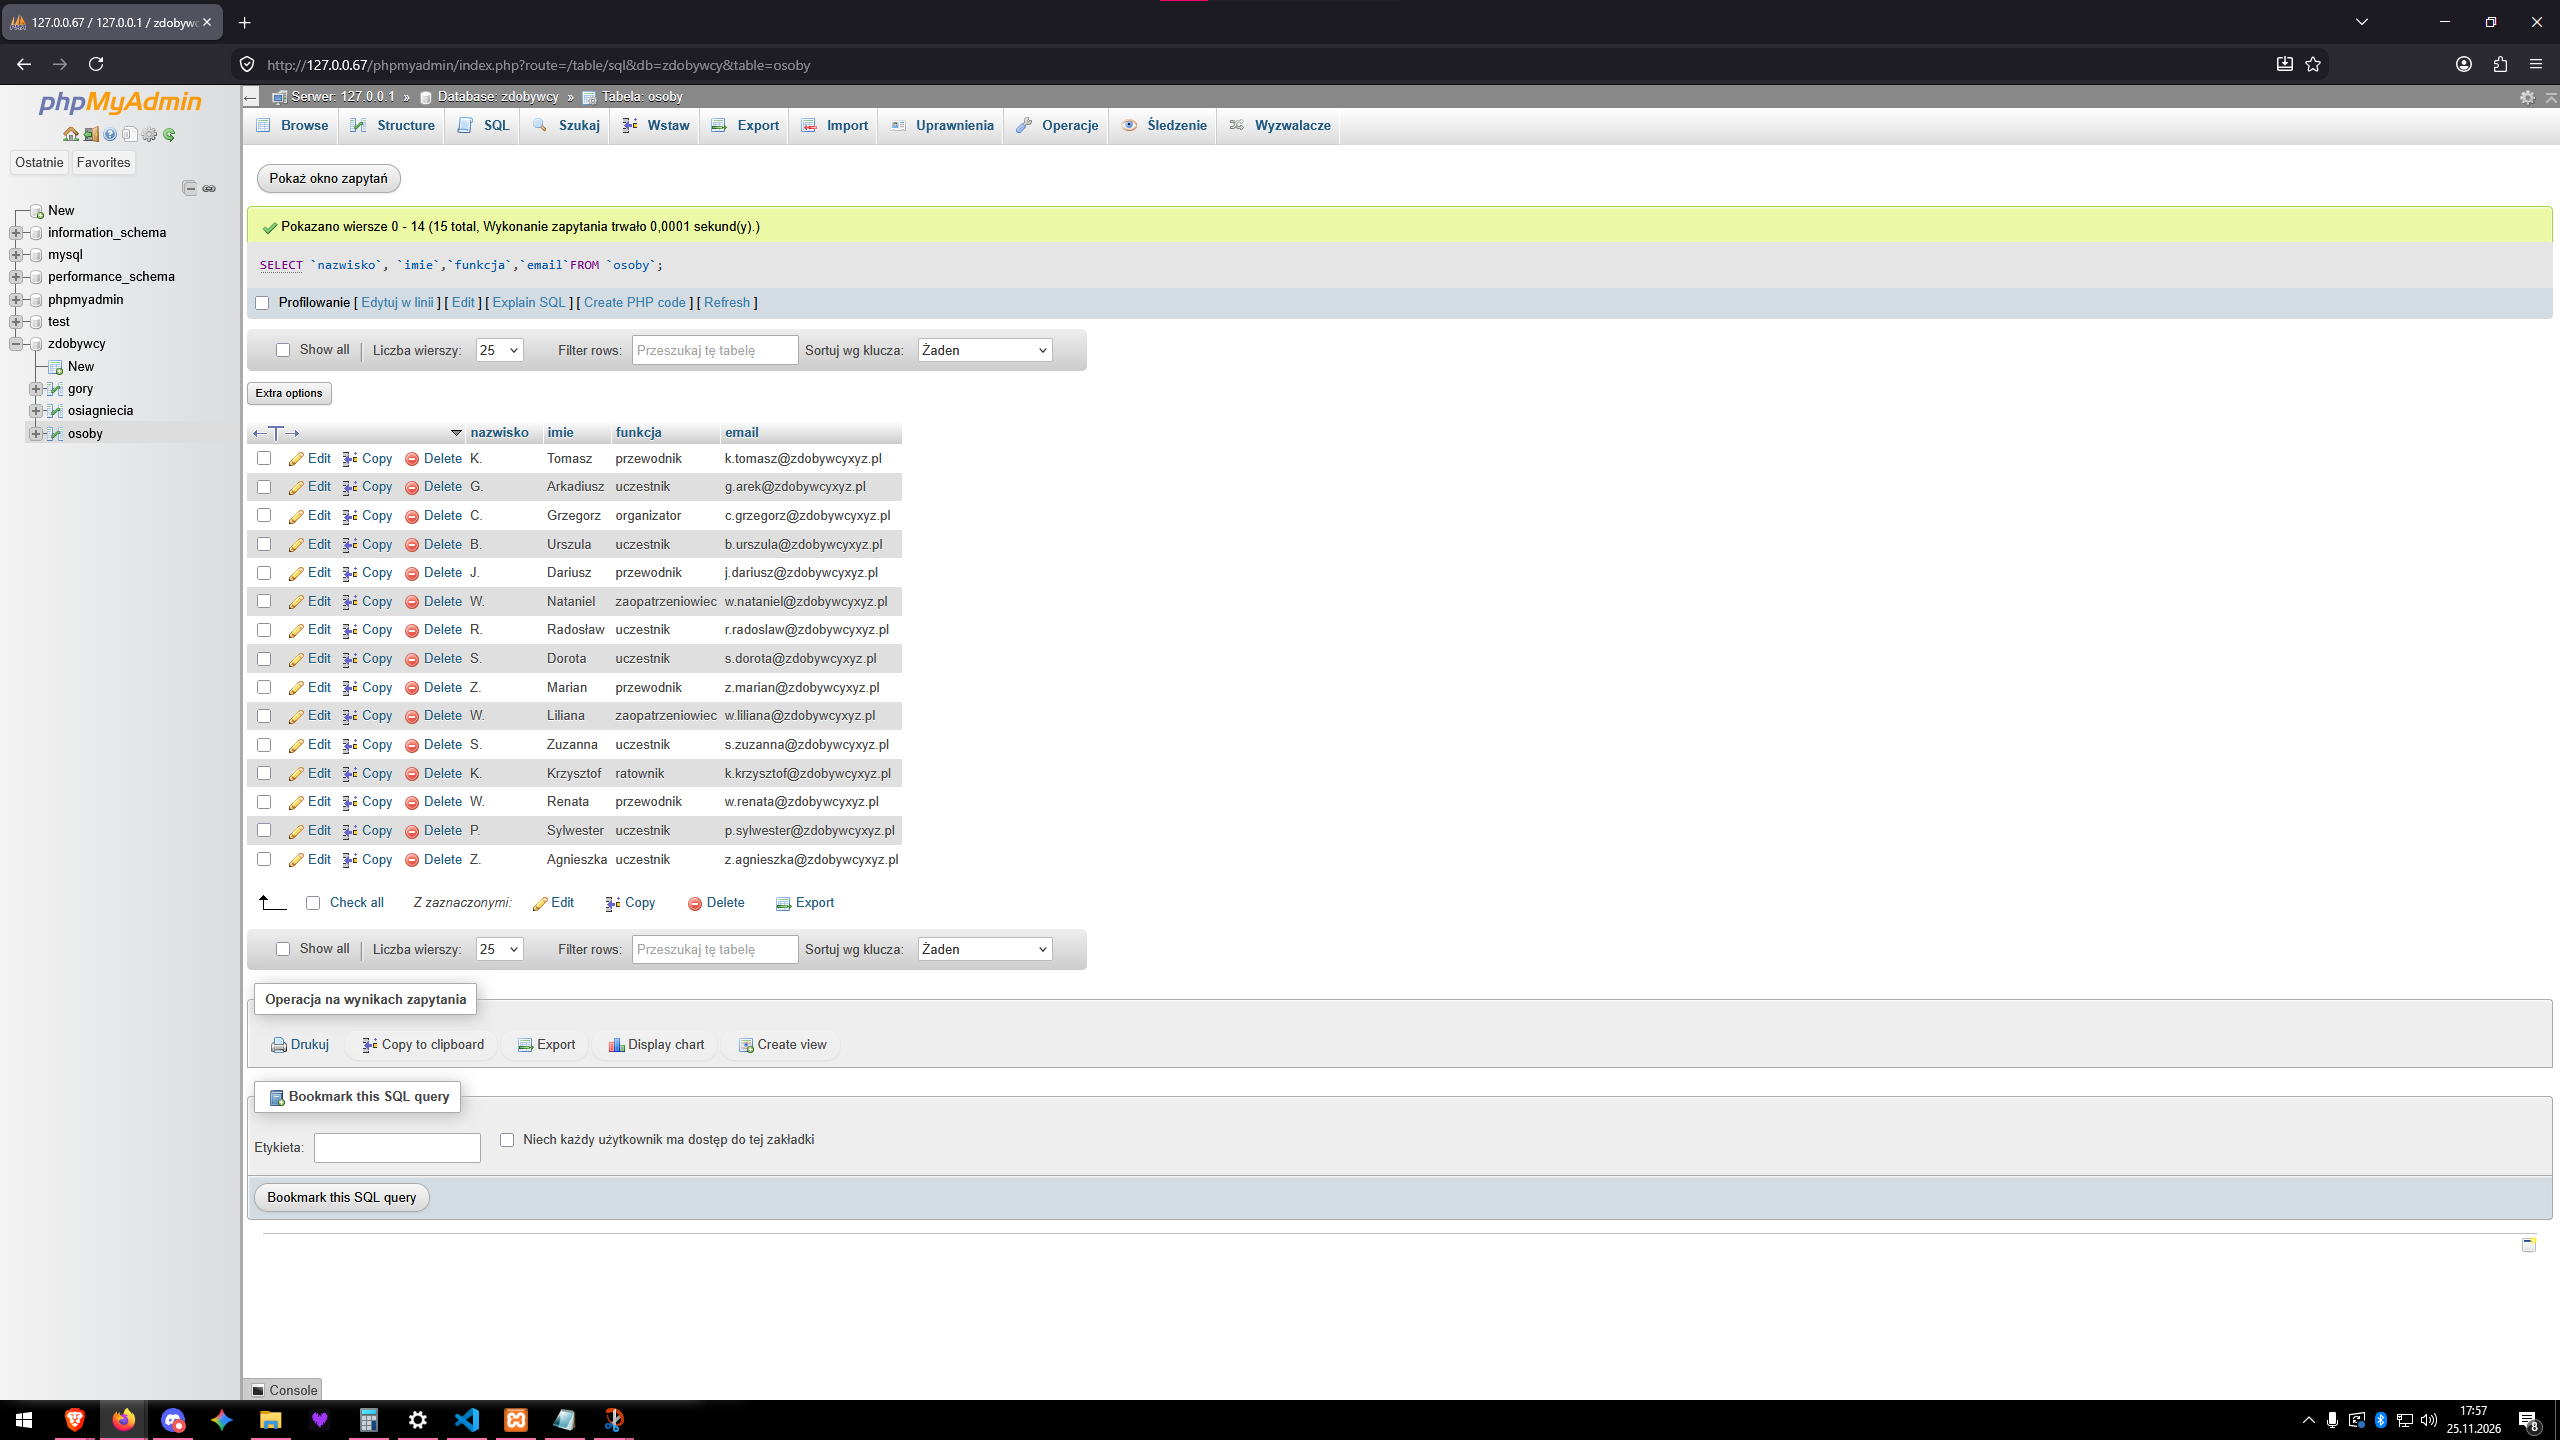 127.0.0.67 / 127.0.0.1 / zdobywc
http://127.0.0.67/phpmyadmin/index.php?route=/table/sql&db=zdobywcy&table=osoby
phpMyAdmin
Ostatnie Favorites
New
information_schema
mysql
performance_schema
phpmyadmin
test
zdobywcy
New
gory
osiagniecia
osoby
Serwer: 127.0.0.1 » Database: zdobywcy » Tabela: osoby
Browse Structure SQL Szukaj Wstaw Export Import Uprawnienia Operacje Śledzenie Wyzwalacze
Pokaż okno zapytań
Pokazano wiersze 0 - 14 (15 total, Wykonanie zapytania trwało 0,0001 sekund(y).)
SELECT `nazwisko`, `imie`,`funkcja`,`email`FROM `osoby`;
Profilowanie [ Edytuj w linii ] [ Edit ] [ Explain SQL ] [ Create PHP code ] [ Refresh ]
Show all Liczba wierszy: 25 Filter rows: Przeszukaj tę tabelę Sortuj wg klucza: Żaden
Extra options
←T→ nazwisko imie funkcja email
Edit Copy Delete K. Tomasz przewodnik k.tomasz@zdobywcyxyz.pl
Edit Copy Delete G. Arkadiusz uczestnik g.arek@zdobywcyxyz.pl
Edit Copy Delete C. Grzegorz organizator c.grzegorz@zdobywcyxyz.pl
Edit Copy Delete B. Urszula uczestnik b.urszula@zdobywcyxyz.pl
Edit Copy Delete J. Dariusz przewodnik j.dariusz@zdobywcyxyz.pl
Edit Copy Delete W. Nataniel zaopatrzeniowiec w.nataniel@zdobywcyxyz.pl
Edit Copy Delete R. Radosław uczestnik r.radoslaw@zdobywcyxyz.pl
Edit Copy Delete S. Dorota uczestnik s.dorota@zdobywcyxyz.pl
Edit Copy Delete Z. Marian przewodnik z.marian@zdobywcyxyz.pl
Edit Copy Delete W. Liliana zaopatrzeniowiec w.liliana@zdobywcyxyz.pl
Edit Copy Delete S. Zuzanna uczestnik s.zuzanna@zdobywcyxyz.pl
Edit Copy Delete K. Krzysztof ratownik k.krzysztof@zdobywcyxyz.pl
Edit Copy Delete W. Renata przewodnik w.renata@zdobywcyxyz.pl
Edit Copy Delete P. Sylwester uczestnik p.sylwester@zdobywcyxyz.pl
Edit Copy Delete Z. Agnieszka uczestnik z.agnieszka@zdobywcyxyz.pl
Check all Z zaznaczonymi: Edit Copy Delete Export
Show all Liczba wierszy: 25 Filter rows: Przeszukaj tę tabelę Sortuj wg klucza: Żaden
Operacja na wynikach zapytania
Drukuj Copy to clipboard Export Display chart Create view
Bookmark this SQL query
Etykieta: Niech każdy użytkownik ma dostęp do tej zakładki
Bookmark this SQL query
Console
17:57
25.11.2026
8